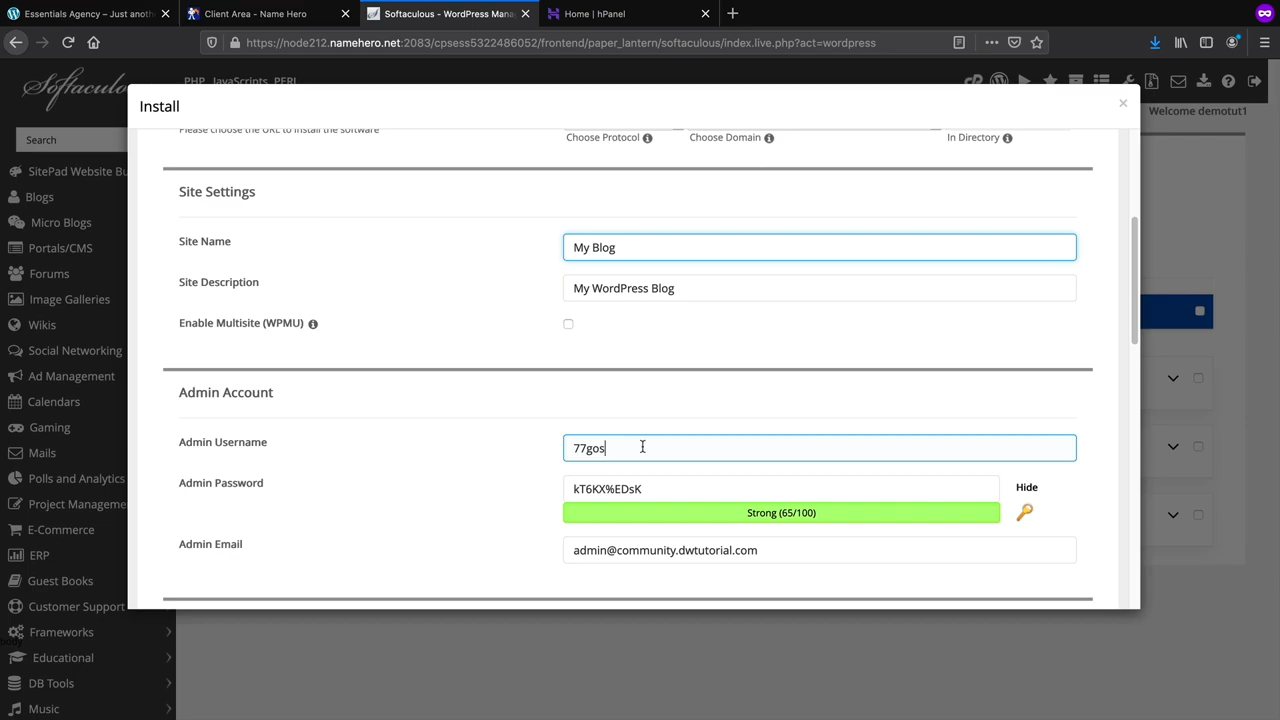 Essentials Agency – Just anoth
Client Area - Name Hero
Softaculous - WordPress Mana
Home | hPanel
https://node212.namehero.net:2083/cpsess5322486052/frontend/paper_lantern/softaculous/index.live.php?act=wordpress
Softaculou
PHP JavaScripts PERL
Welcome demotut1
Install
Please choose the URL to install the software
Choose Protocol
Choose Domain
In Directory
Search
SitePad Website Bu
Blogs
Micro Blogs
Portals/CMS
Forums
Image Galleries
Wikis
Social Networking
Ad Management
Calendars
Gaming
Mails
Polls and Analytics
Project Manageme
E-Commerce
ERP
Guest Books
Customer Support
Frameworks
Educational
DB Tools
Music
Site Settings
Site Name
My Blog
Site Description
My WordPress Blog
Enable Multisite (WPMU)
Admin Account
Admin Username
77gos
Admin Password
kT6KX%EDsK
Hide
Strong (65/100)
Admin Email
admin@community.dwtutorial.com